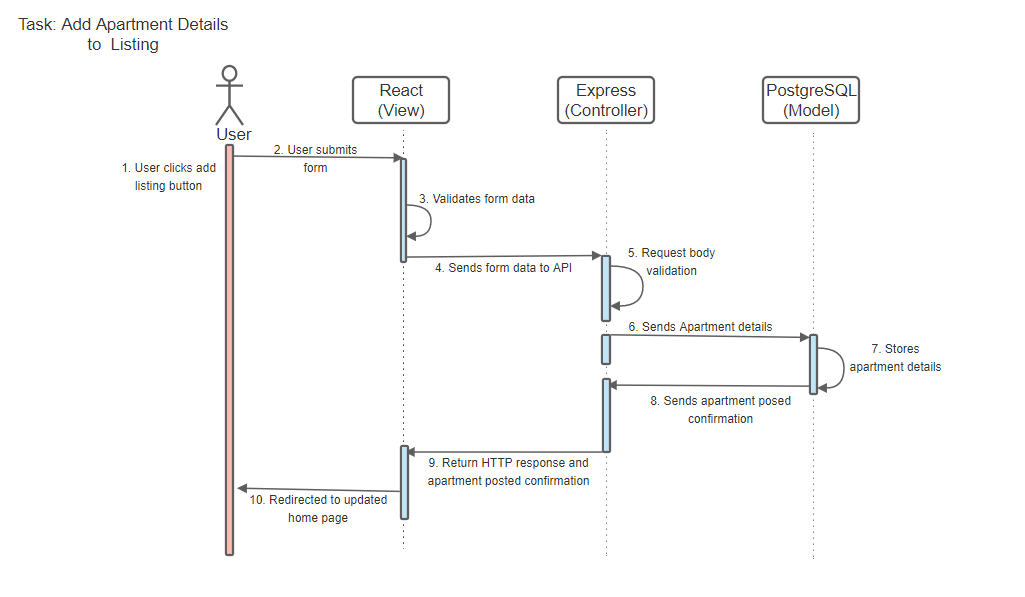 Task: Add Apartment Details
to Listing
User
React
(View)
Express
(Controller)
PostgreSQL
(Model)
1. User clicks add
listing button
2. User submits
form
3. Validates form data
4. Sends form data to API
5. Request body
validation
6. Sends Apartment details
7. Stores
apartment details
8. Sends apartment posed
confirmation
9. Return HTTP response and
apartment posted confirmation
10. Redirected to updated
home page